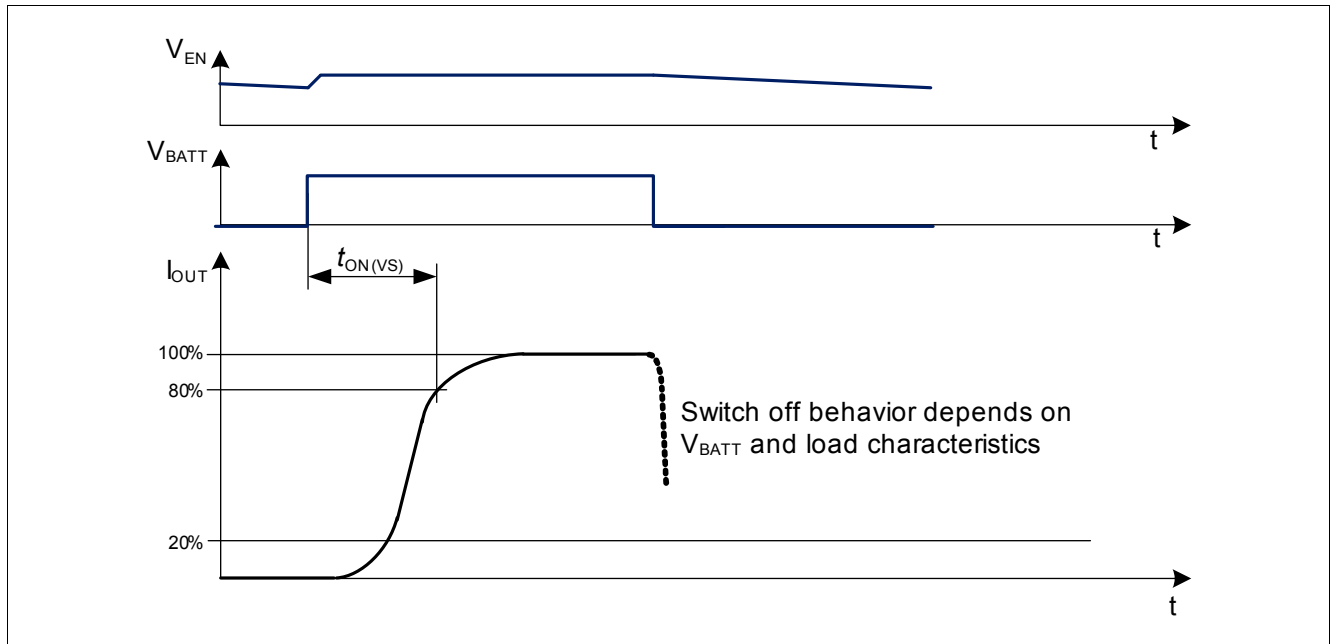 VEN
t
VBATT
t
tON(VS)
IOUT
100%
80%
Switch off behavior depends on
VBATT and load characteristics
20%
t